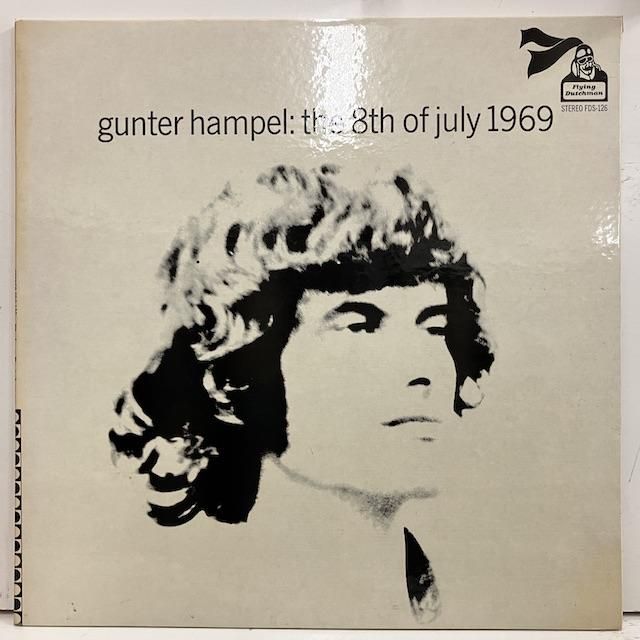 gunter hampel: the 8th of july 1969
Flying
Dutchman
STEREO FDS-126